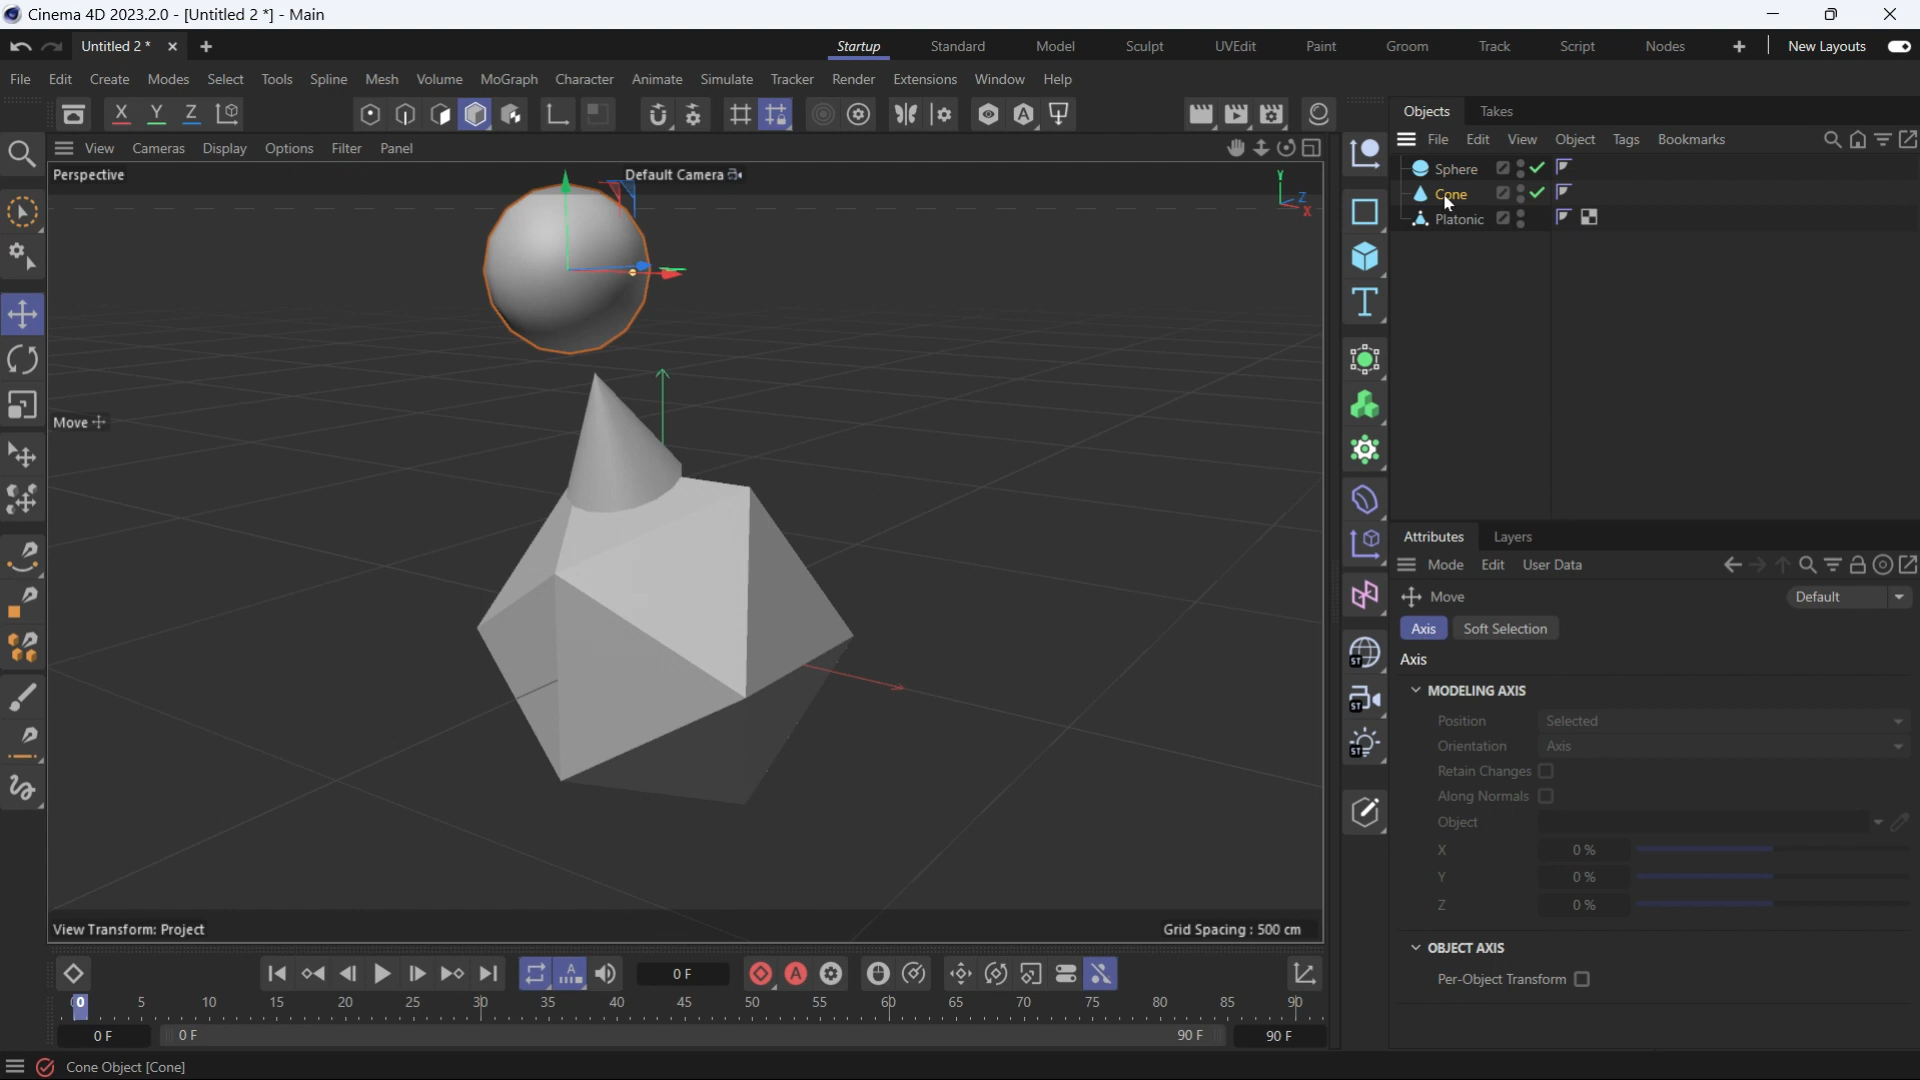 Cinema 4D 2023.2.0 - [Untitled 2 *] - Main
Untitled 2 *
Startup Standard Model Sculpt UVEdit Paint Groom Track Script Nodes New Layouts
File Edit Create Modes Select Tools Spline Mesh Volume MoGraph Character Animate Simulate Tracker Render Extensions Window Help
X Y Z
Objects Takes
File Edit View Object Tags Bookmarks
View Cameras Display Options Filter Panel
Perspective
Default Camera
Y
Z
X
Sphere
Cone
Platonic
Move
View Transform: Project
Grid Spacing : 500 cm
ST
ST
ST
Attributes Layers
Mode Edit User Data
Move
Default
Axis Soft Selection
Axis
MODELING AXIS
Position Selected
Orientation Axis
Retain Changes
Along Normals
Object
X 0 %
Y 0 %
Z 0 %
OBJECT AXIS
Per-Object Transform
0 F
0 5 10 15 20 25 30 35 40 45 50 55 60 65 70 75 80 85 90
0 F 0 F 90 F 90 F
Cone Object [Cone]